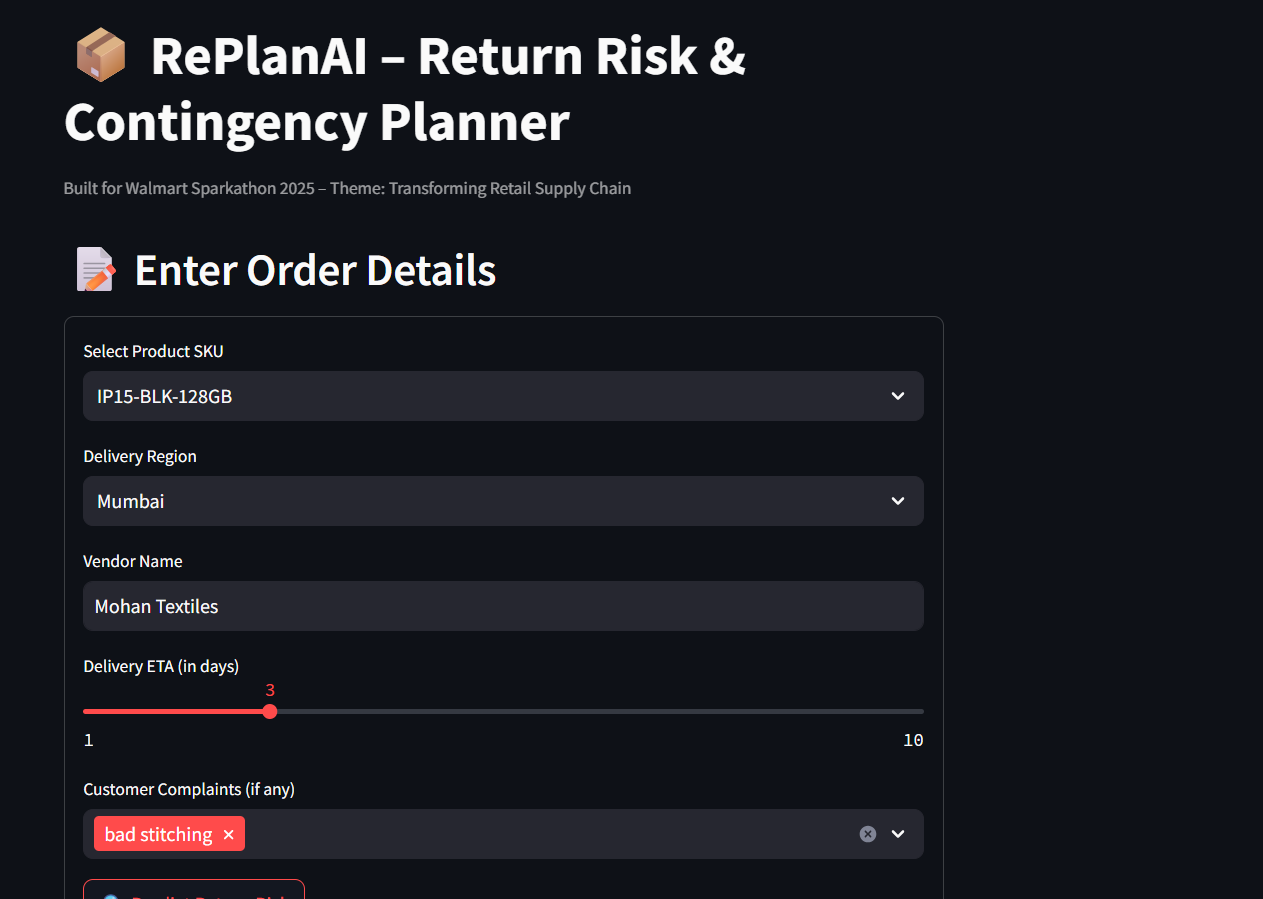 RePlanAI – Return Risk &
Contingency Planner
Built for Walmart Sparkathon 2025 – Theme: Transforming Retail Supply Chain
Enter Order Details
Select Product SKU
IP15-BLK-128GB
Delivery Region
Mumbai
Vendor Name
Mohan Textiles
Delivery ETA (in days)
3
1 10
Customer Complaints (if any)
bad stitching ×